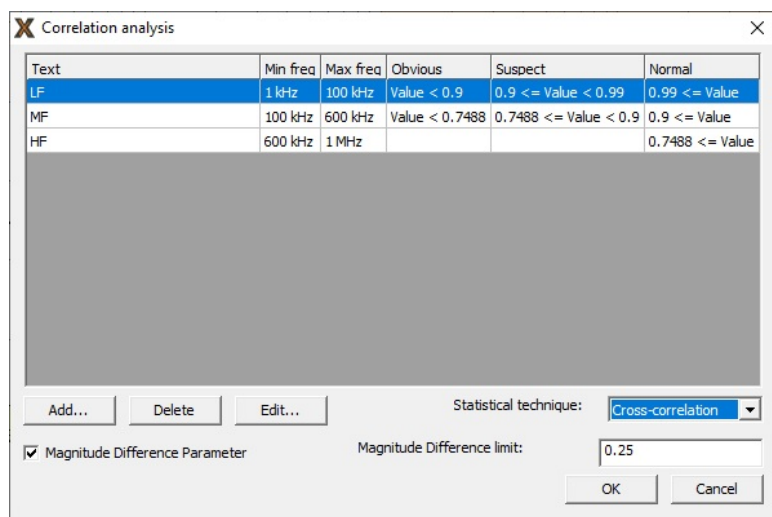 Correlation analysis
Text Min freq Max freq Obvious Suspect Normal
LF 1 kHz 100 kHz Value < 0.9 0.9 <= Value < 0.99 0.99 <= Value
MF 100 kHz 600 kHz Value < 0.7488 0.7488 <= Value < 0.9 0.9 <= Value
HF 600 kHz 1 MHz 0.7488 <= Value
Add... Delete Edit... Statistical technique: Cross-correlation
Magnitude Difference Parameter Magnitude Difference limit: 0.25
OK Cancel